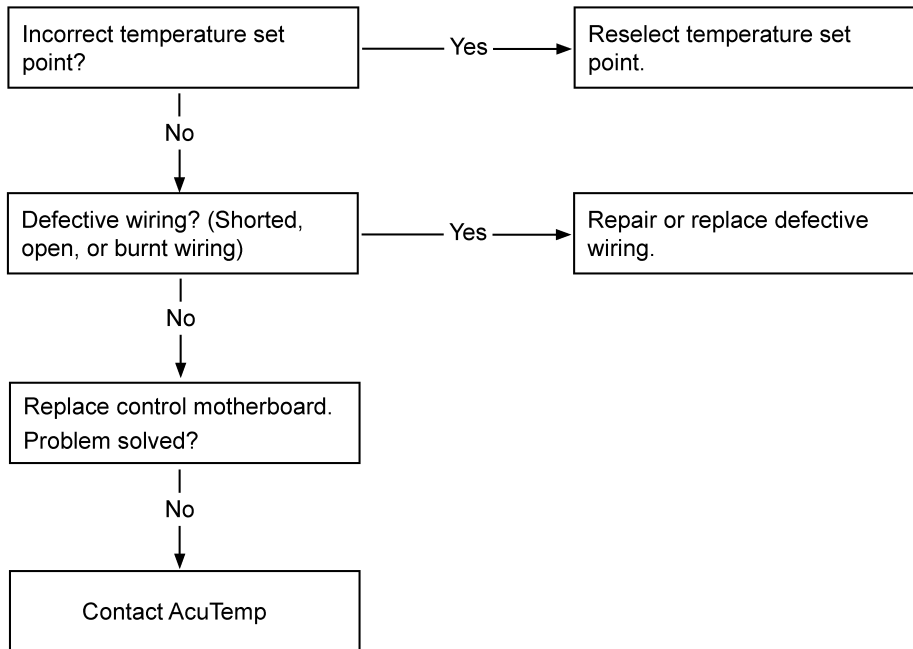 Incorrect temperature set
point?
Yes
Reselect temperature set
point.
No
Defective wiring? (Shorted,
open, or burnt wiring)
Yes
Repair or replace defective
wiring.
No
Replace control motherboard.
Problem solved?
No
Contact AcuTemp